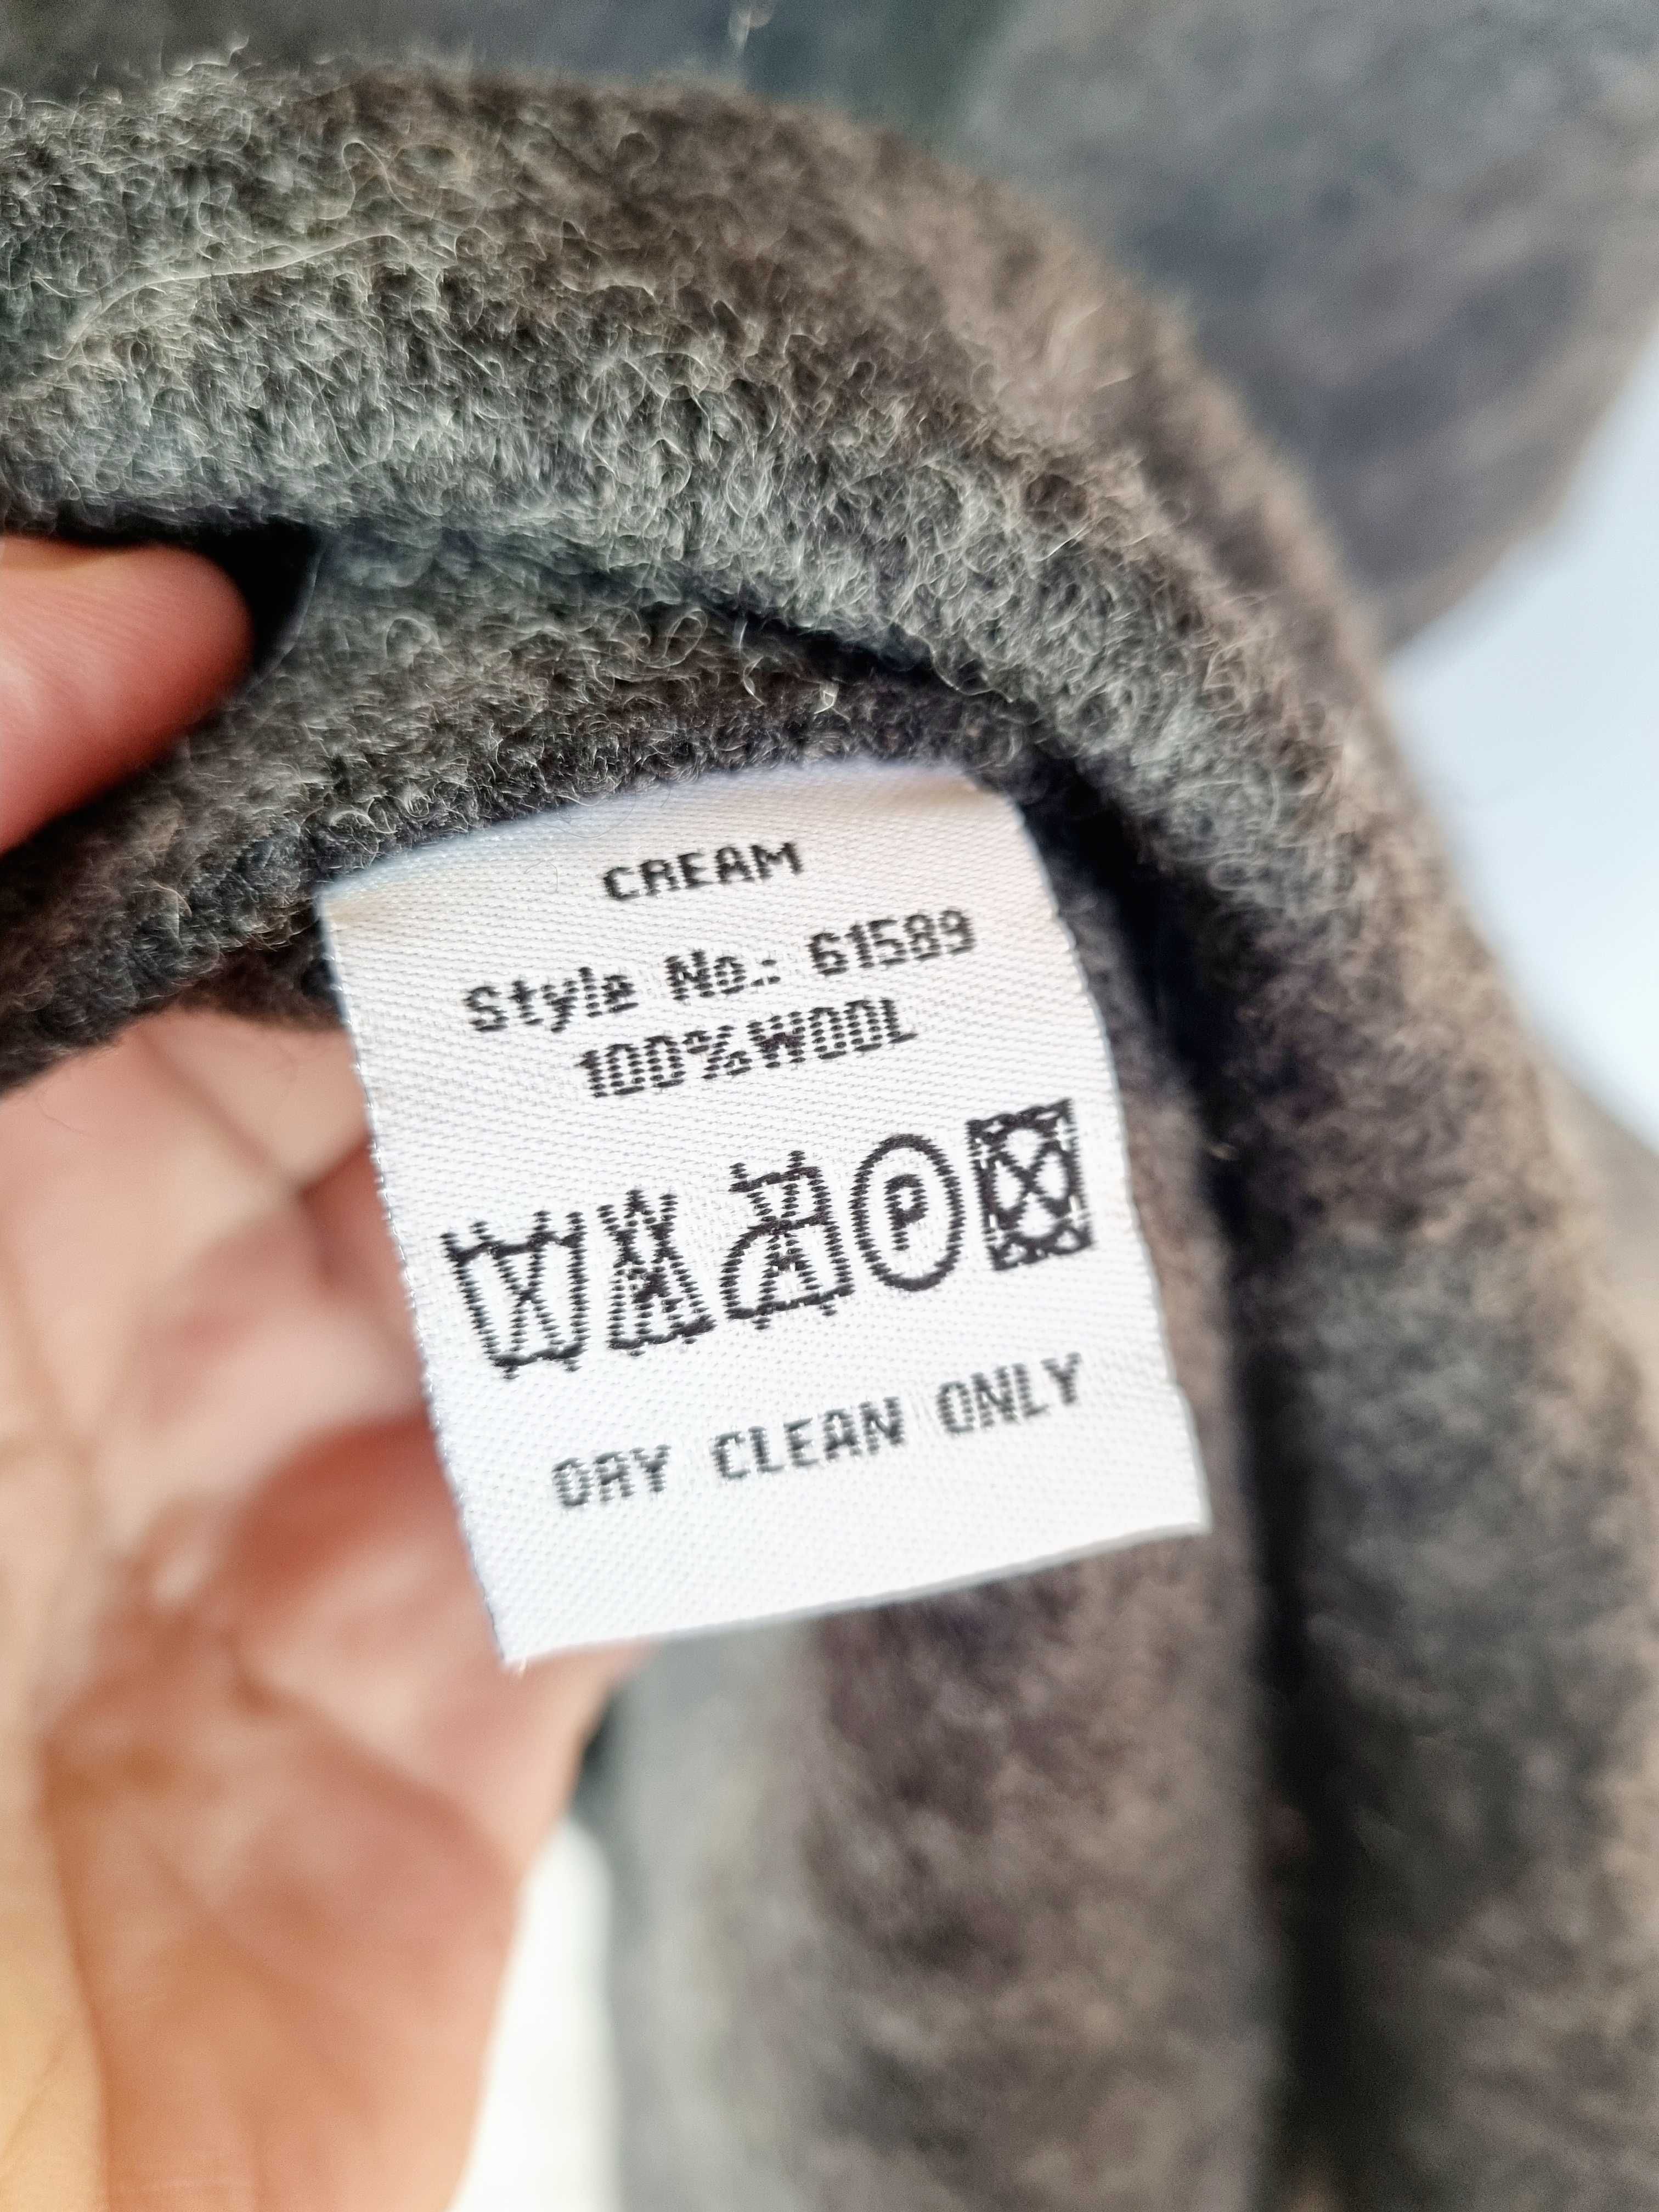 CREAM
Style No.: 61589
100%WOOL
P
DRY CLEAN ONLY